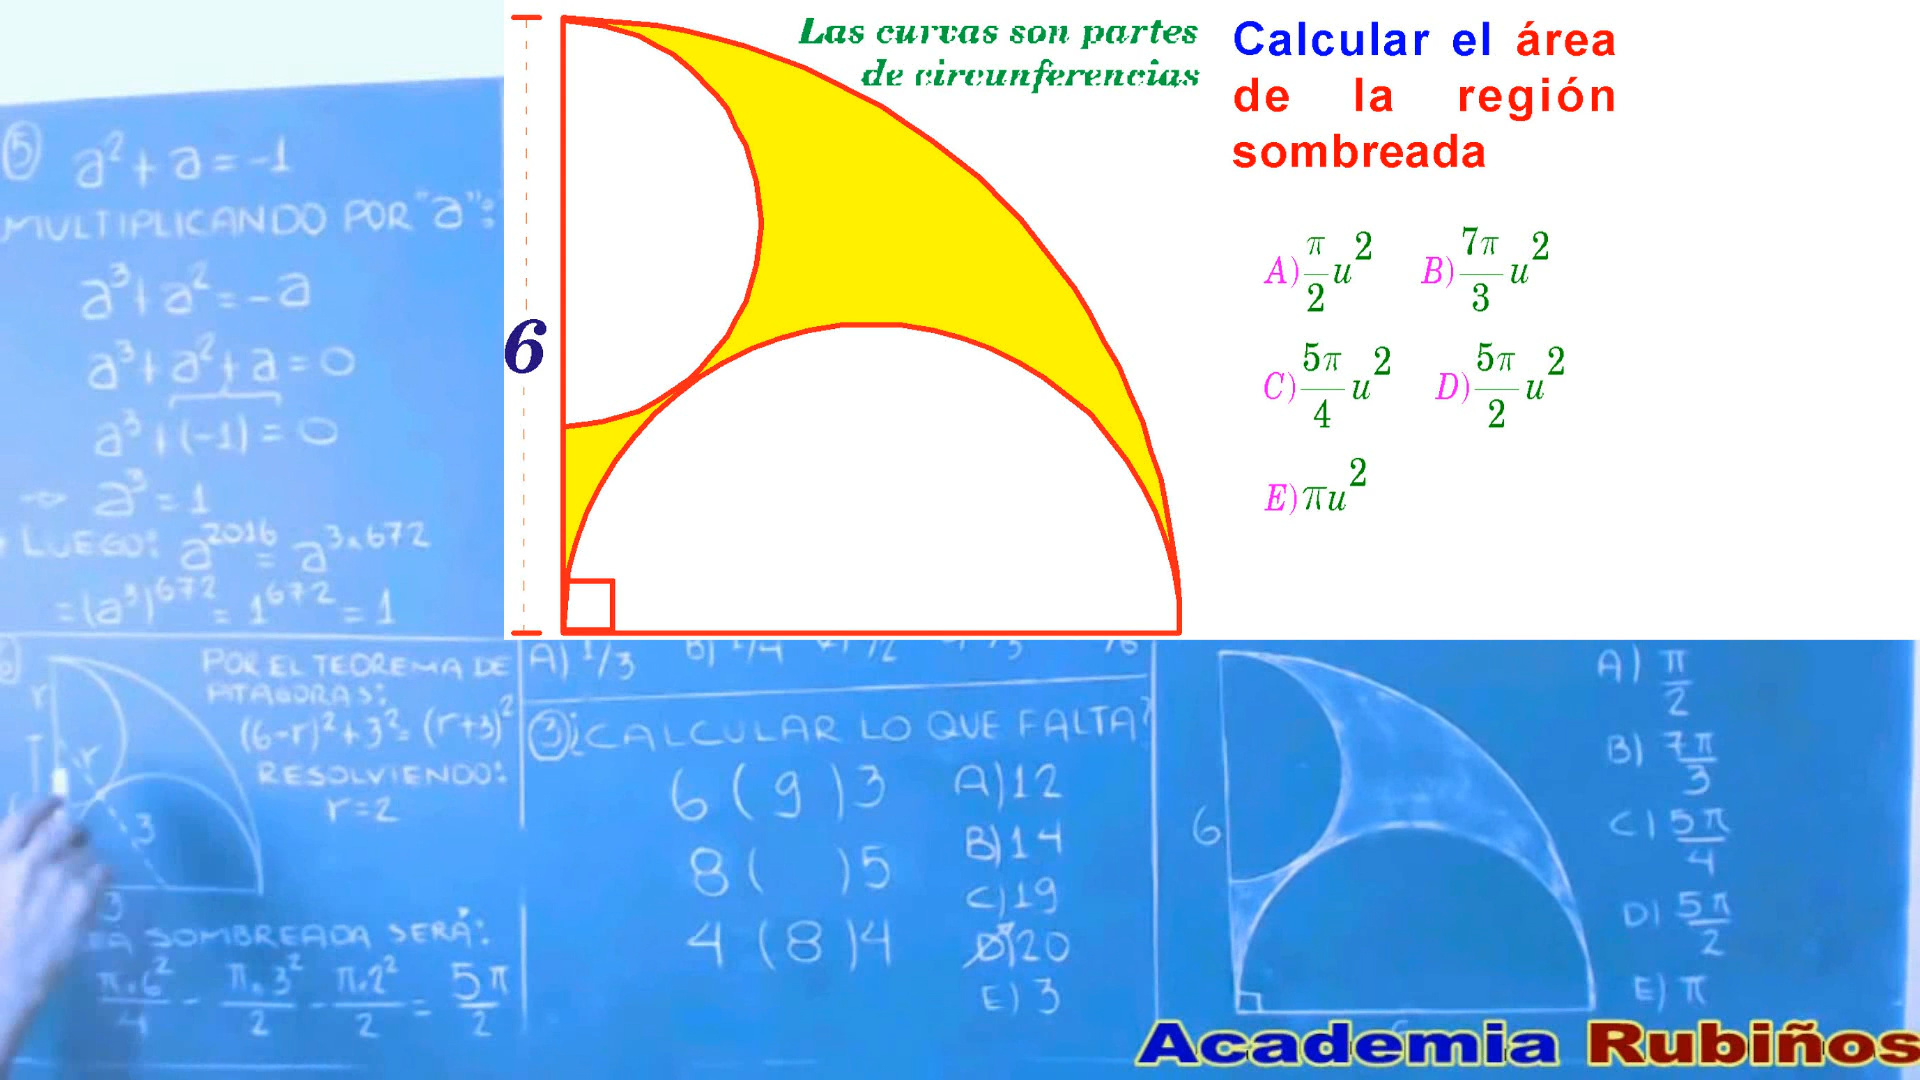 Las curvas son partes
de circunferencias
Calcular el área
de la región
sombreada
A) π/2 u² B) 7π/3 u²
C) 5π/4 u² D) 5π/2 u²
E) πu²
6
⑤ a² + a = -1
MULTIPLICANDO POR "a":
a³ + a² = -a
a³ + a² + a = 0
a³ + (-1) = 0
⇒ a³ = 1
LUEGO: a²⁰¹⁶ = a³ˣ⁶⁷²
= (a³)⁶⁷² = 1⁶⁷² = 1
POR EL TEOREMA DE
PITAGORAS:
(6-r)² + 3² = (r+3)²
RESOLVIENDO:
r = 2
r
r
3
3
SOMBREADA SERÁ:
π.6²/4 - π.3²/2 - π.2²/2 = 5π/2
A) 1/3 B) 1/4
③ ¿CALCULAR LO QUE FALTA?
6 ( 9 ) 3 A) 12
B) 14
8 ( ) 5
C) 19
4 ( 8 ) 4 D) 20
E) 3
6
A) π/2
B) 7π/3
C) 5π/4
D) 5π/2
E) π
Academia Rubiños